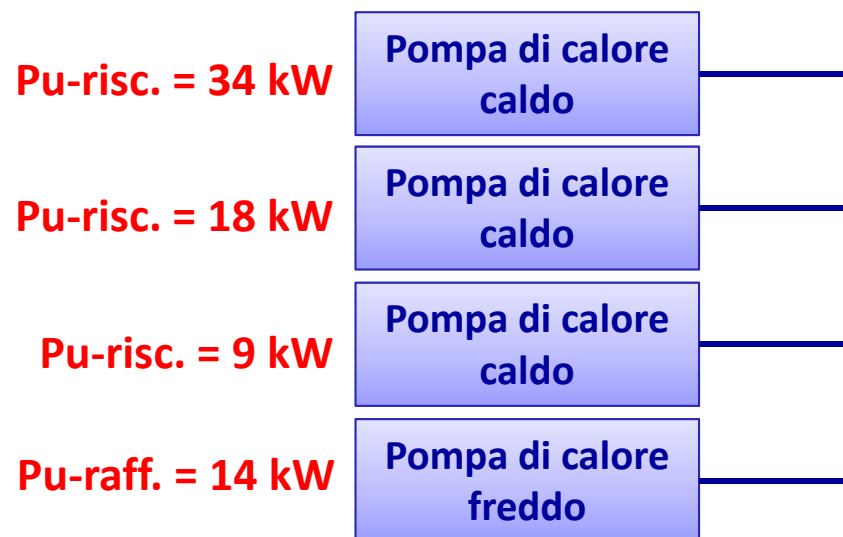 Pu-risc. = 34 kW
Pompa di calore
caldo
Pu-risc. = 18 kW
Pompa di calore
caldo
Pu-risc. = 9 kW
Pompa di calore
caldo
Pu-raff. = 14 kW
Pompa di calore
freddo